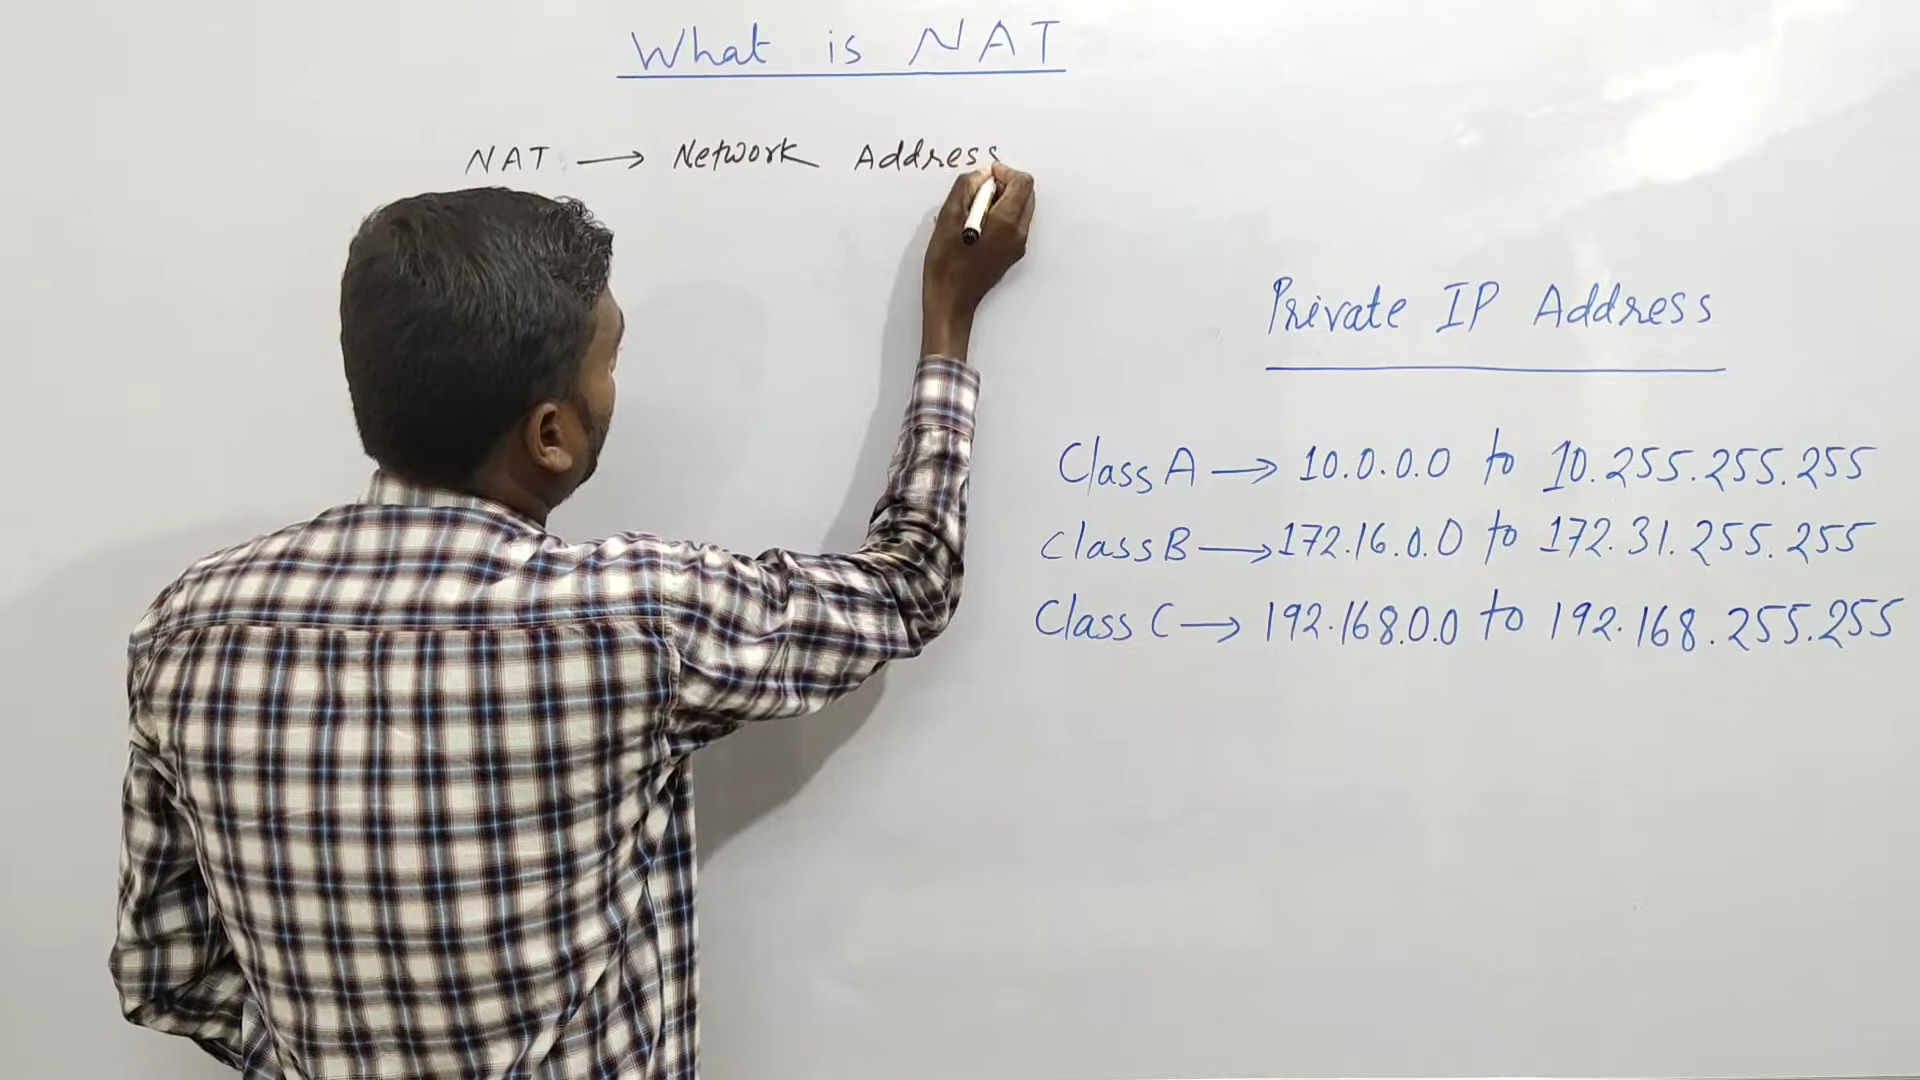 What is NAT
NAT → Network Address
Private IP Address
Class A → 10.0.0.0 to 10.255.255.255
Class B → 172.16.0.0 to 172.31.255.255
Class C → 192.168.0.0 to 192.168.255.255